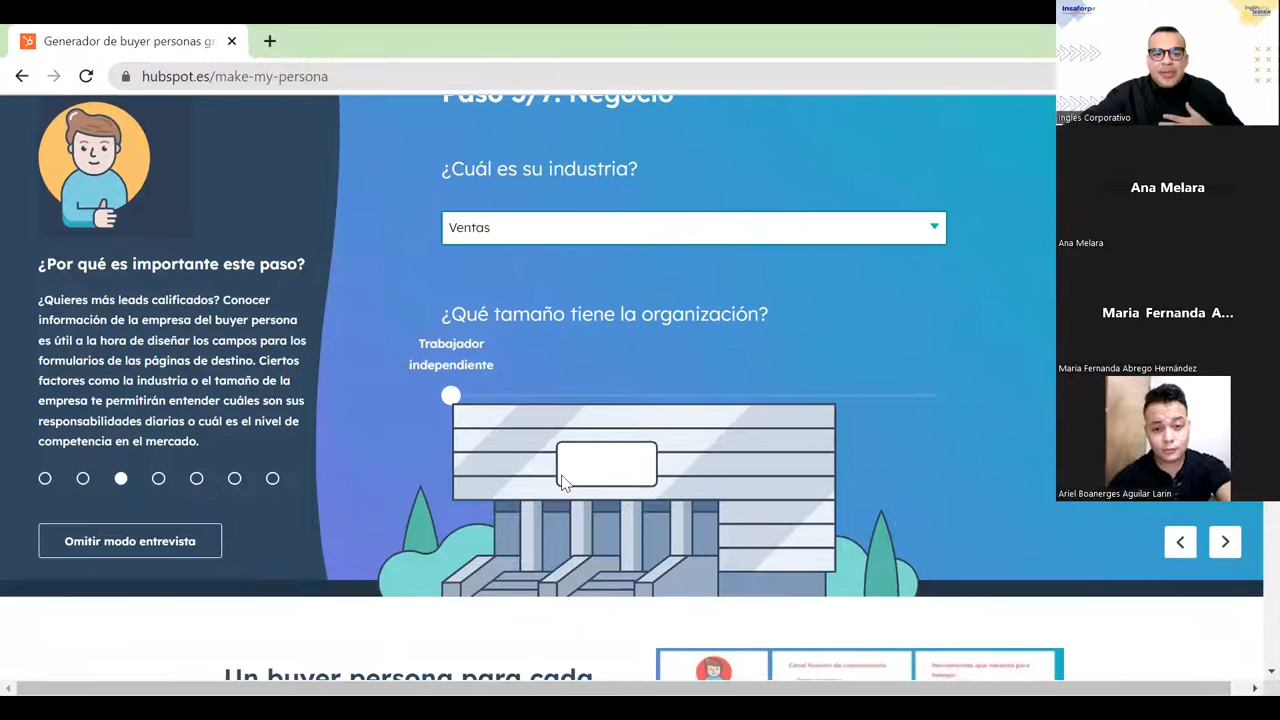 Generador de buyer personas gr
hubspot.es/make-my-persona
Paso 3/7: Negocio
¿Cuál es su industria?
Ventas
¿Qué tamaño tiene la organización?
Trabajador
independiente
¿Por qué es importante este paso?
¿Quieres más leads calificados? Conocer
información de la empresa del buyer persona
es útil a la hora de diseñar los campos para los
formularios de las páginas de destino. Ciertos
factores como la industria o el tamaño de la
empresa te permitirán entender cuáles son sus
responsabilidades diarias o cuál es el nivel de
competencia en el mercado.
Omitir modo entrevista
Un buyer persona para cada
Insaforp
Ingles Corporativo
Ana Melara
Ana Melara
Maria Fernanda A...
Maria Fernanda Abrego Hernández
Ariel Boanerges Aguilar Larin